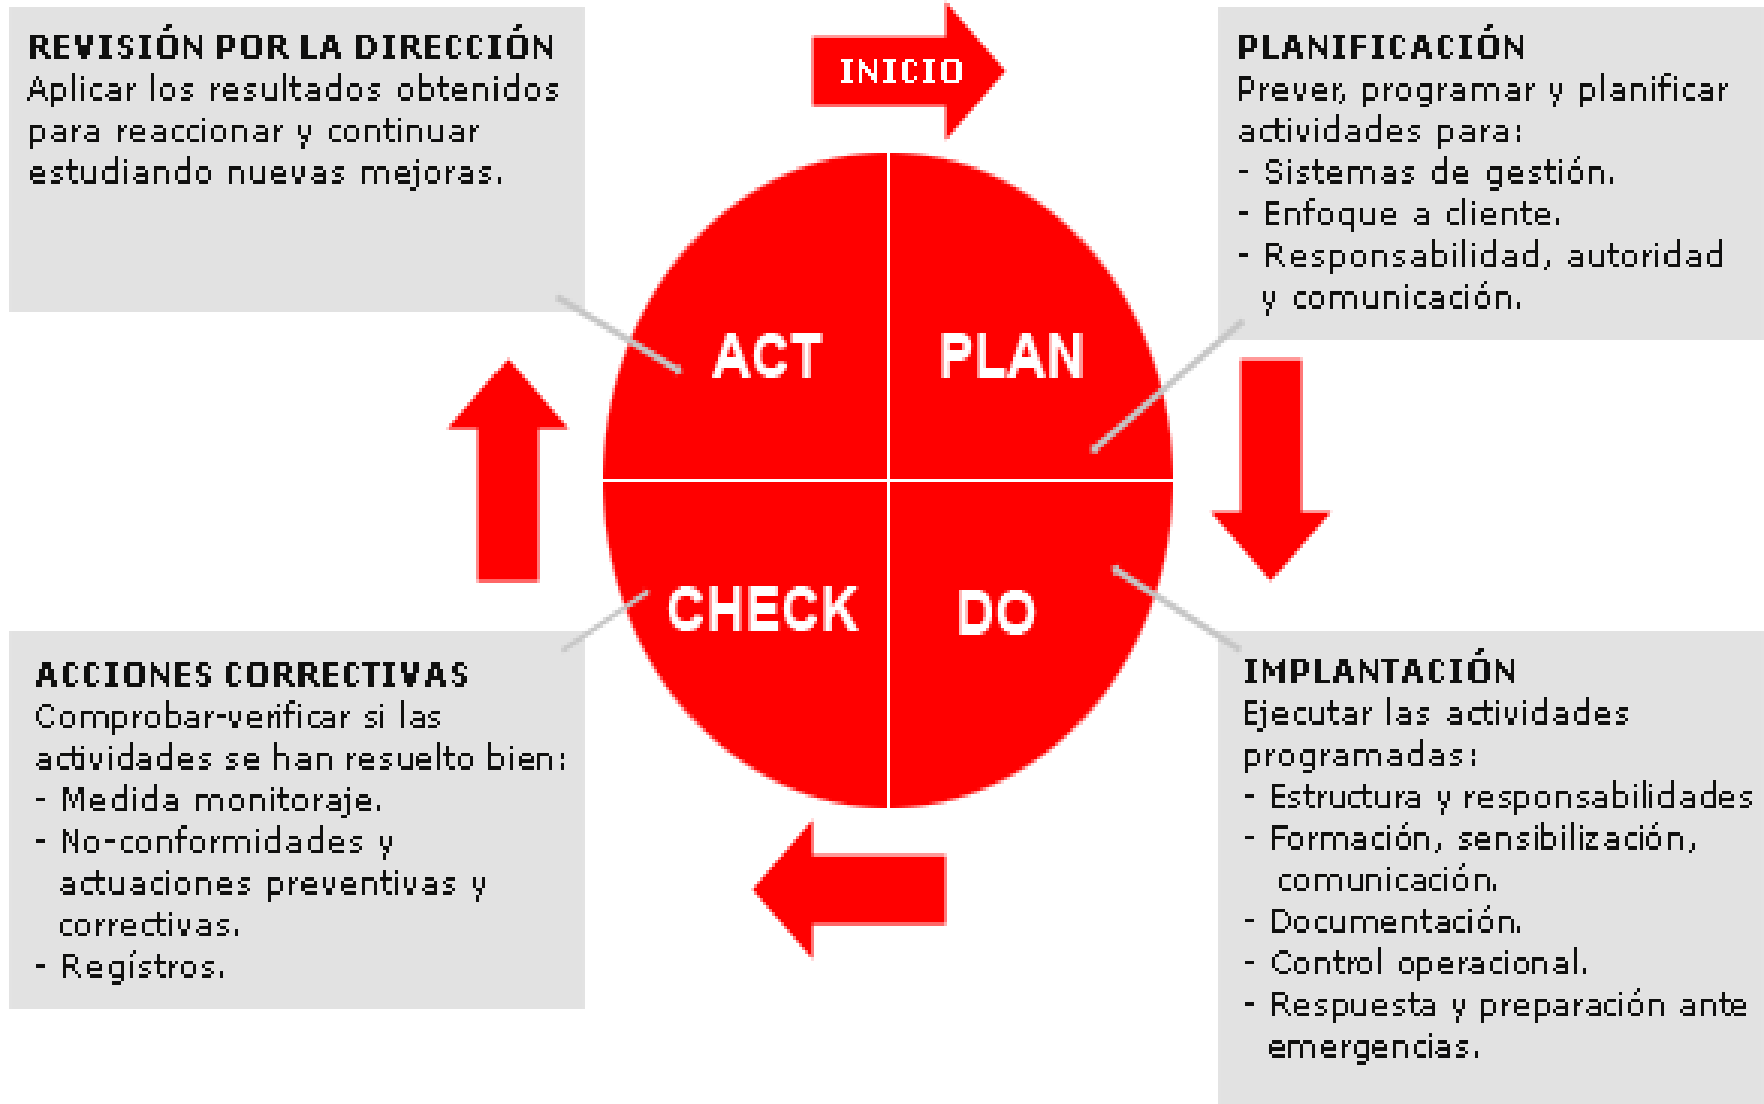 INICIO
REVISIÓN POR LA DIRECCIÓN
Aplicar los resultados obtenidos
para reaccionar y continuar
estudiando nuevas mejoras.
PLANIFICACIÓN
Prever, programar y planificar
actividades para:
- Sistemas de gestión.
- Enfoque a cliente.
- Responsabilidad, autoridad
y comunicación.
ACT
PLAN
CHECK
DO
ACCIONES CORRECTIVAS
Comprobar-verificar si las
actividades se han resuelto bien:
- Medida monitoraje.
- No-conformidades y
actuaciones preventivas y
correctivas.
- Regístros.
IMPLANTACIÓN
Ejecutar las actividades
programadas:
- Estructura y responsabilidades
- Formación, sensibilización,
comunicación.
- Documentación.
- Control operacional.
- Respuesta y preparación ante
emergencias.